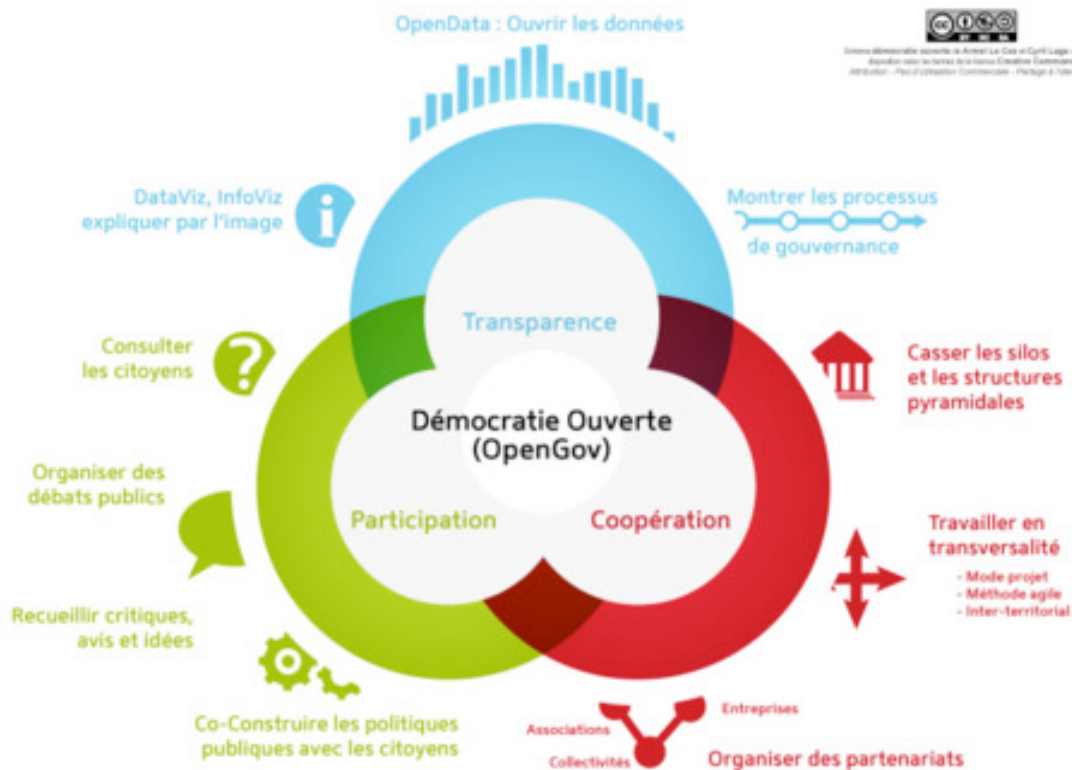 OpenData : Ouvrir les données
DataViz, InfoViz
expliquer par l'image
Montrer les processus
de gouvernance
Transparence
Consulter
les citoyens
Casser les silos
et les structures
pyramidales
Démocratie Ouverte
(OpenGov)
Organiser des
débats publics
Participation
Coopération
Travailler en
transversalité
- Mode projet
- Méthode agile
- Inter-territorial
Recueillir critiques,
avis et idées
Co-Construire les politiques
publiques avec les citoyens
Associations
Entreprises
Collectivités
Organiser des partenariats